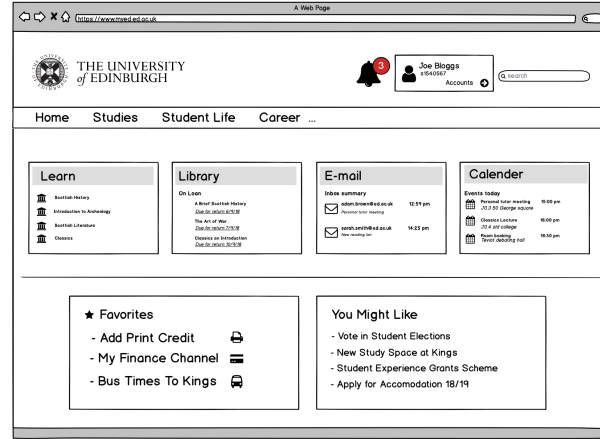 A Web Page
https://www.myed.ed.ac.uk
THE UNIVERSITY
of EDINBURGH
3
Joe Bloggs
s1540567
Accounts
search
Home Studies Student Life Career ...
Learn
Scottish History
Introduction to Archeology
Scottish Literature
Classics
Library
On Loan
A Brief Scottish History
Due for return 6/9/18
The Art of War
Due for return 7/9/18
Classics an Introduction
Due for return 10/9/18
E-mail
Inbox summary
adam.brown@ed.ac.uk 12:59 pm
Personal tutor meeting
sarah.smith@ed.ac.uk 14:25 pm
New reading list
Calender
Events today
Personal tutor meeting 15:00 pm
J0.3 50 George square
Classics Lecture 16:00 pm
J0.4 old college
Room booking 18:30 pm
Teviot debating hall
Favorites
- Add Print Credit
- My Finance Channel
- Bus Times To Kings
You Might Like
- Vote in Student Elections
- New Study Space at Kings
- Student Experience Grants Scheme
- Apply for Accomodation 18/19